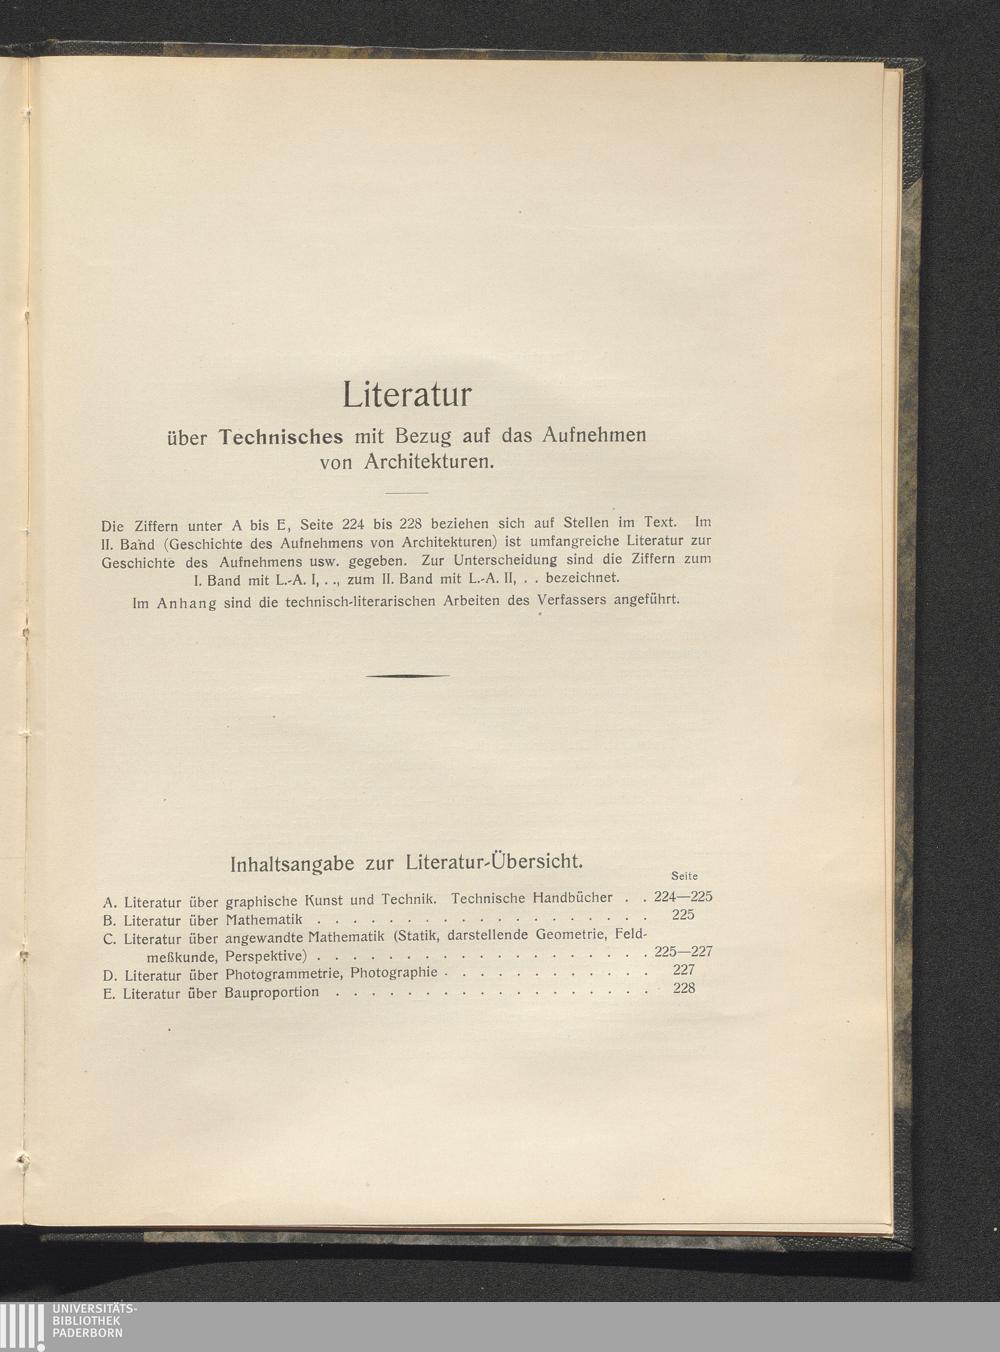 Literatur
über Technisches mit Bezug auf das Aufnehmen
von Architekturen.
Die Ziffern unter A bis E, Seite 224 bis 228 beziehen sich auf Stellen im Text. Im
II. Band (Geschichte des Aufnehmens von Architekturen) ist umfangreiche Literatur zur
Geschichte des Aufnehmens usw. gegeben. Zur Unterscheidung sind die Ziffern zum
I. Band mit L.-A. I, . ., zum II. Band mit L.-A. II, . . bezeichnet.
Im Anhang sind die technisch-literarischen Arbeiten des Verfassers angeführt.
Inhaltsangabe zur Literatur-Übersicht.
Seite
A. Literatur über graphische Kunst und Technik. Technische Handbücher . . 224—225
B. Literatur über Mathematik . . . . . . . . . . . . . . . . . . 225
C. Literatur über angewandte Mathematik (Statik, darstellende Geometrie, Feld-
meßkunde, Perspektive) . . . . . . . . . . . . . . . . . . 225—227
D. Literatur über Photogrammetrie, Photographie . . . . . . . . . . . . 227
E. Literatur über Bauproportion . . . . . . . . . . . . . . . . . . 228
UNIVERSITÄTS-
BIBLIOTHEK
PADERBORN